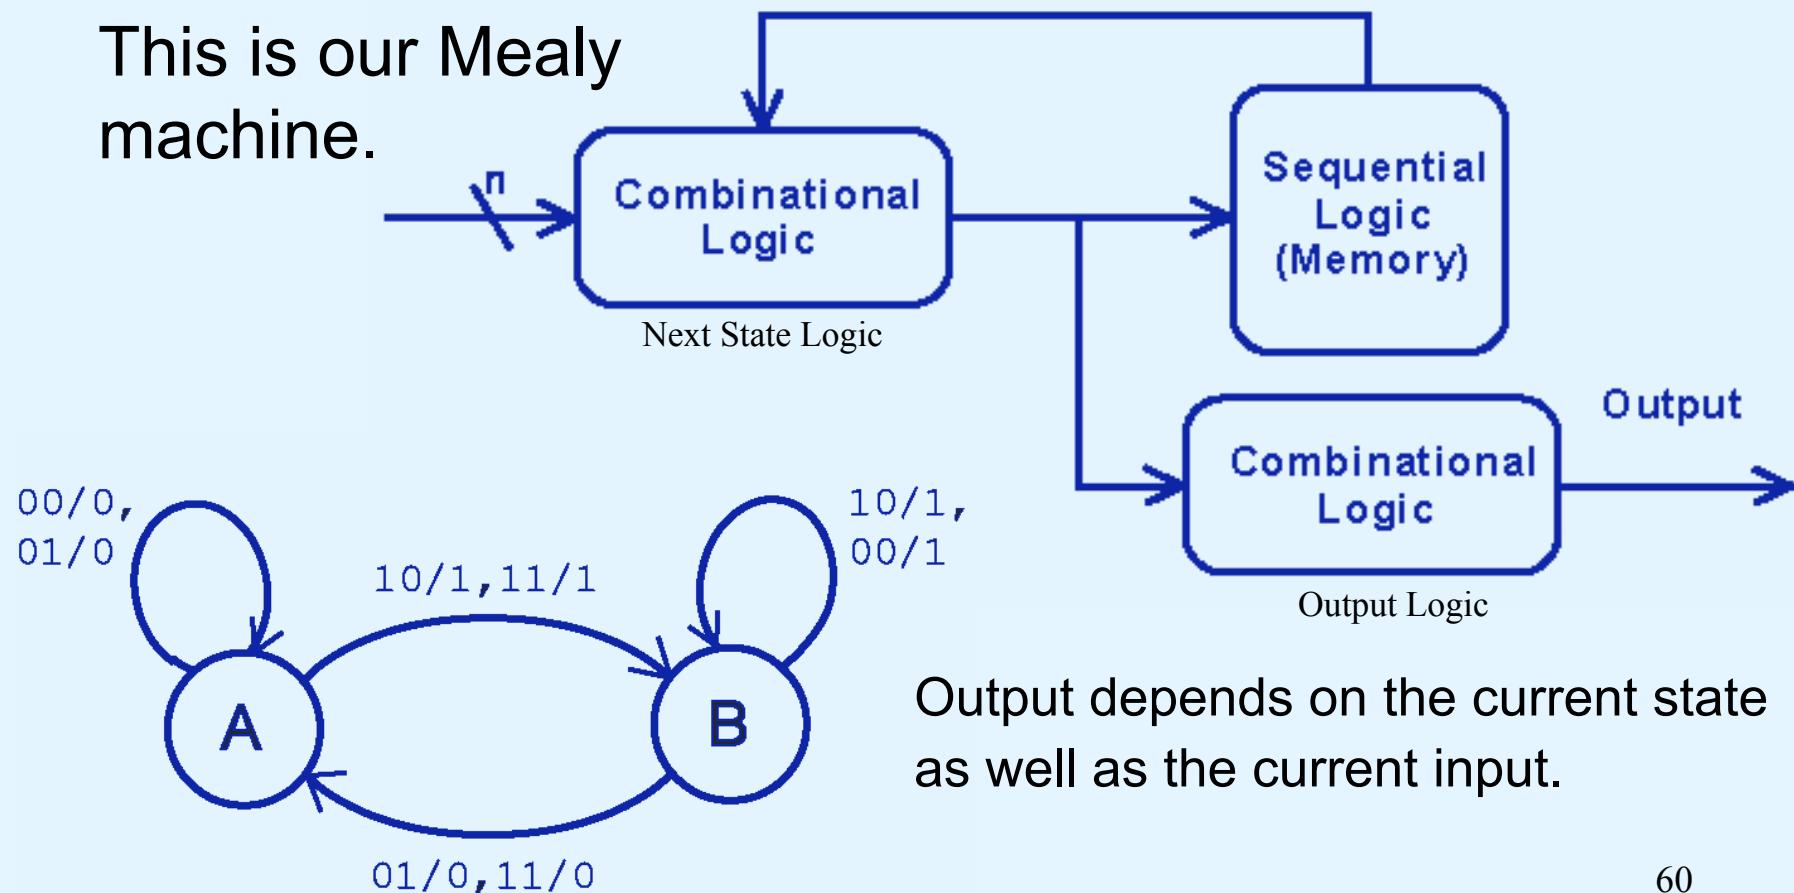 This is our Mealy
machine.
n
Combinational
Logic
Next State Logic
Sequential
Logic
(Memory)
Output
Combinational
Logic
Output Logic
00/0,
01/0
10/1,11/1
10/1,
00/1
A
B
01/0,11/0
Output depends on the current state
as well as the current input.
60